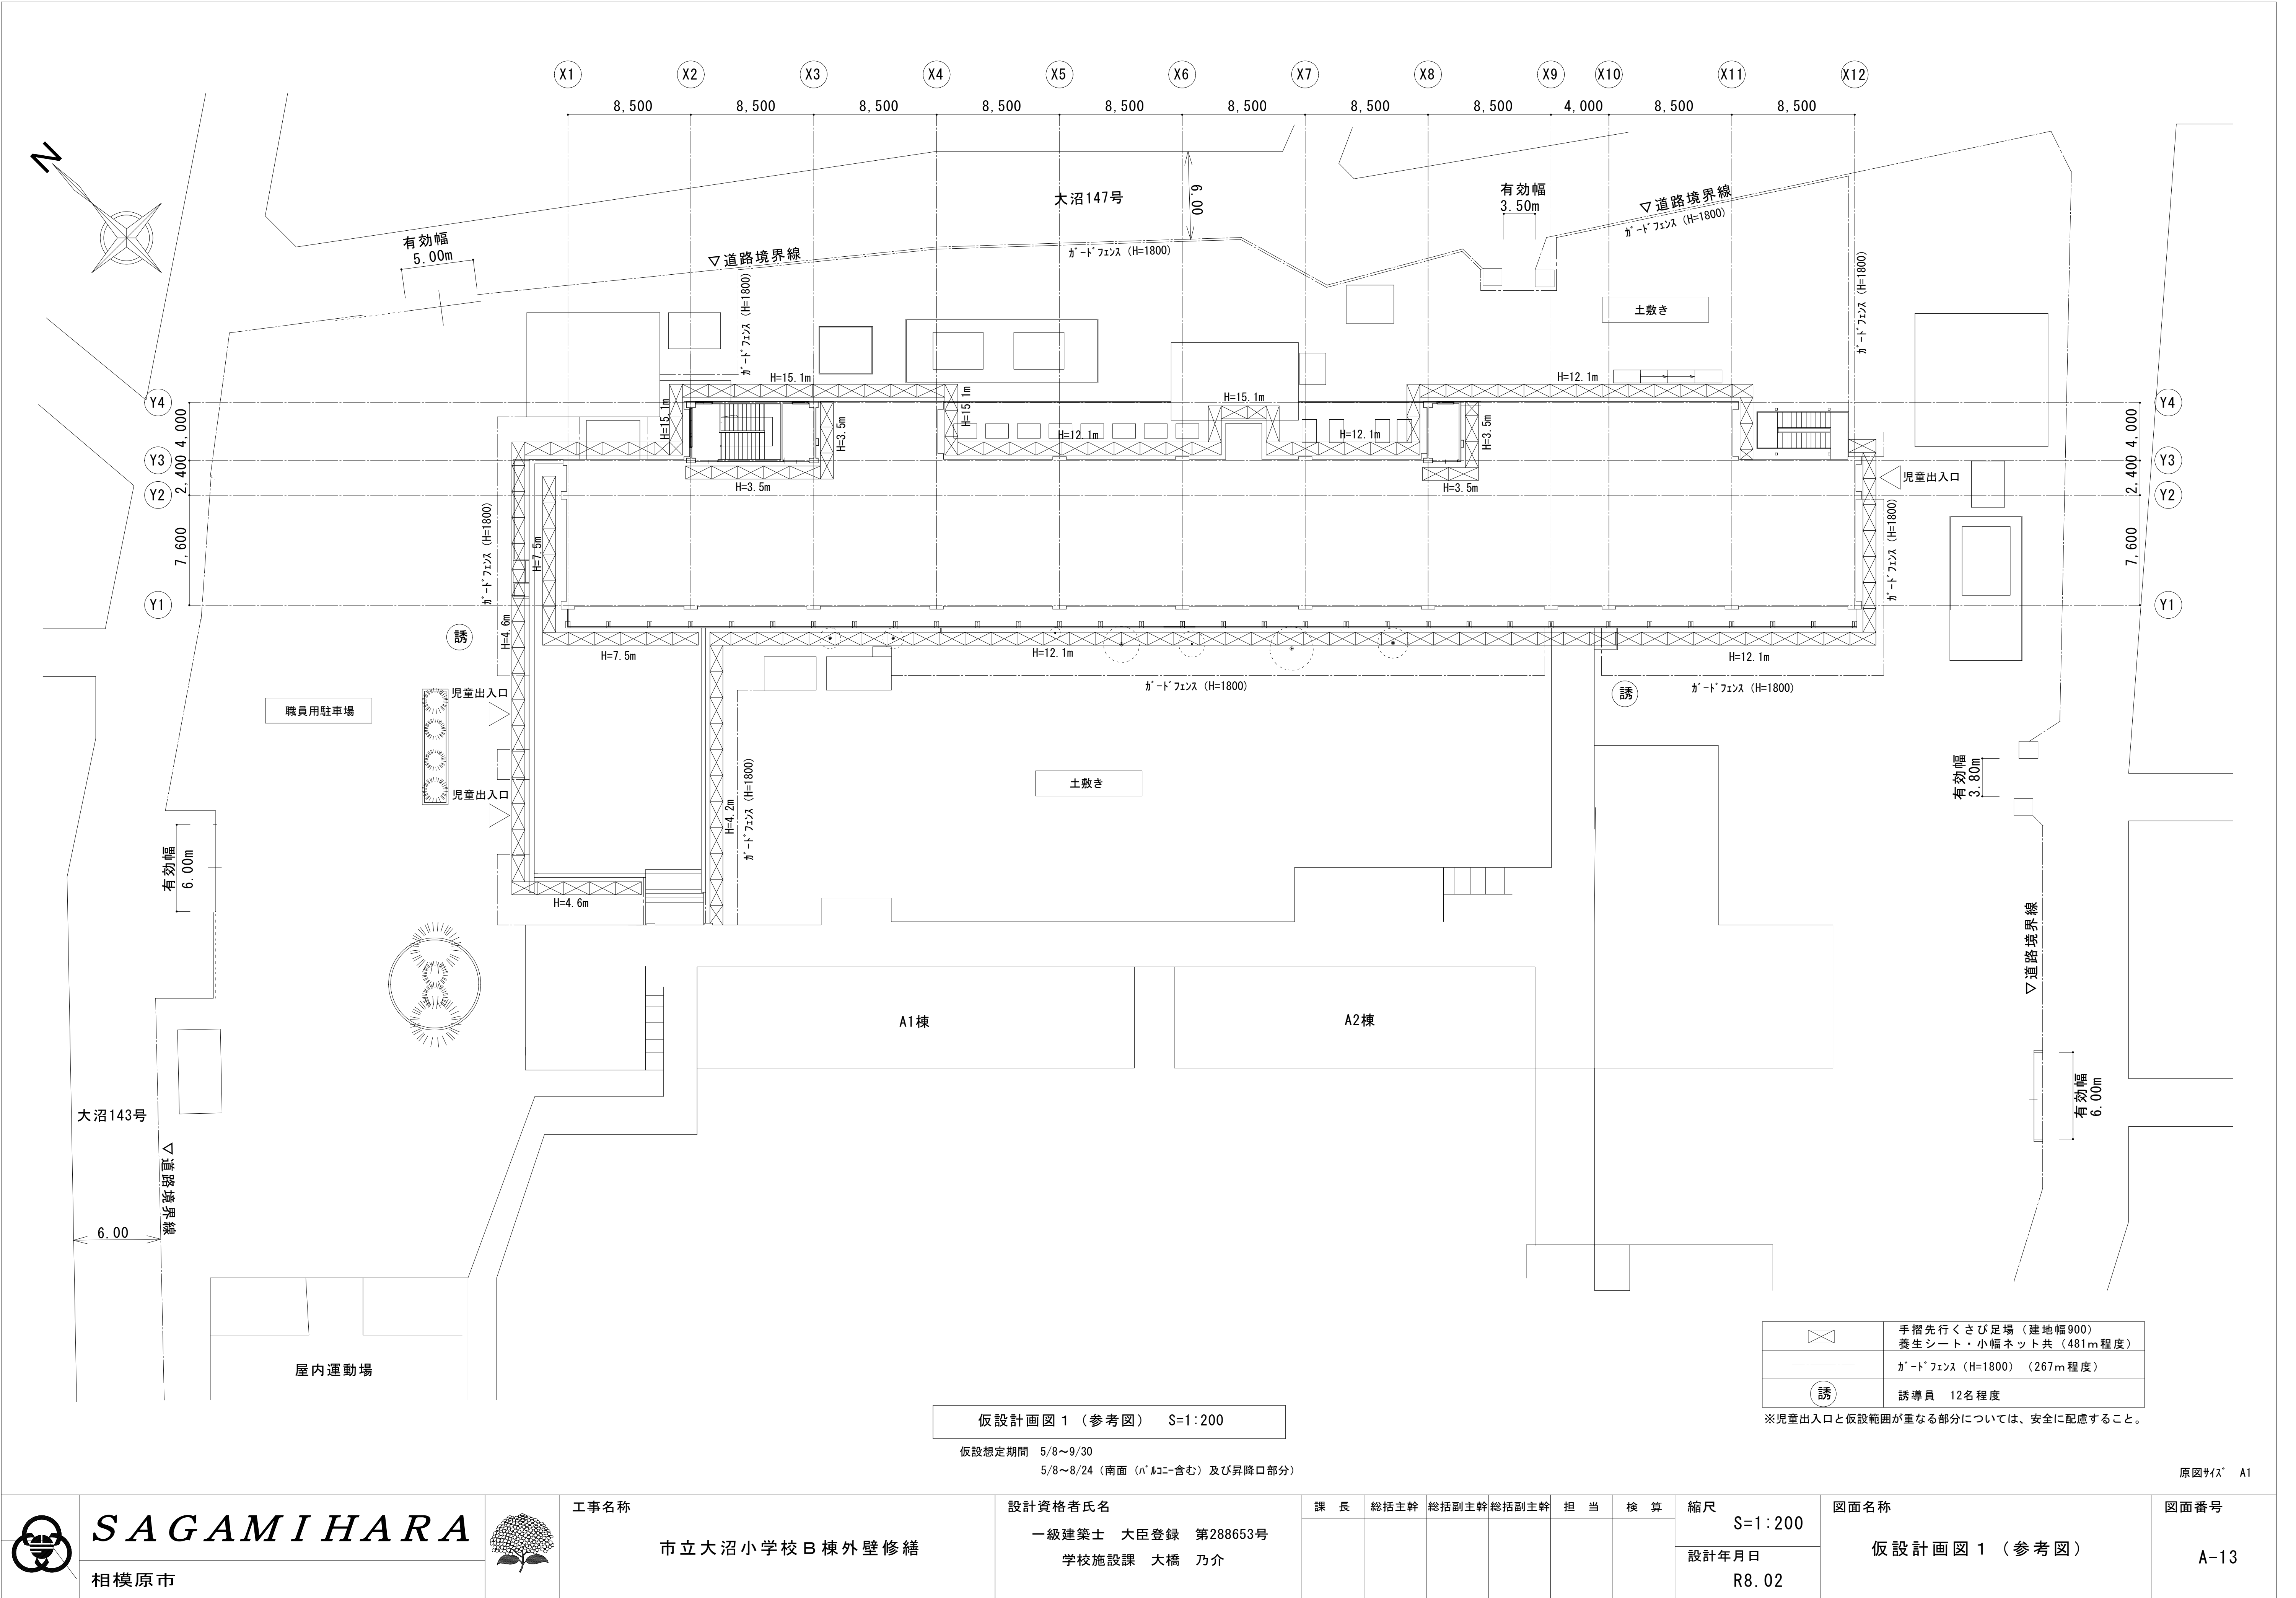 X1 X2 X3 X4 X5 X6 X7 X8 X9 X10 X11 X12
8,500 8,500 8,500 8,500 8,500 8,500 8,500 8,500 4,000 8,500 8,500
N
大沼147号
6.00
有効幅
3.50m
▽道路境界線
ｶﾞｰﾄﾞﾌｪﾝｽ (H=1800)
有効幅
5.00m
▽道路境界線
ｶﾞｰﾄﾞﾌｪﾝｽ (H=1800)
ｶﾞｰﾄﾞﾌｪﾝｽ (H=1800)
ｶﾞｰﾄﾞﾌｪﾝｽ (H=1800)
土敷き
H=15.1m
H=15.1m
H=15.1m
H=15.1m
H=12.1m
Y4
Y3
Y2
Y1
4,000
2,400
7,600
H=3.5m
H=12.1m
H=12.1m
H=3.5m
H=3.5m
H=3.5m
Y4
Y3
Y2
Y1
4,000
2,400
7,600
児童出入口
ｶﾞｰﾄﾞﾌｪﾝｽ (H=1800)
H=7.5m
ｶﾞｰﾄﾞﾌｪﾝｽ (H=1800)
誘
H=4.6m
H=7.5m
H=12.1m
H=12.1m
ｶﾞｰﾄﾞﾌｪﾝｽ (H=1800)
誘
ｶﾞｰﾄﾞﾌｪﾝｽ (H=1800)
児童出入口
職員用駐車場
児童出入口
土敷き
H=4.2m
ｶﾞｰﾄﾞﾌｪﾝｽ (H=1800)
有効幅
3.80m
有効幅
6.00m
H=4.6m
▽道路境界線
A1棟
A2棟
有効幅
6.00m
大沼143号
▽道路境界線
6.00
屋内運動場
手摺先行くさび足場（建地幅900）
養生シート・小幅ネット共（481ｍ程度）
ｶﾞｰﾄﾞﾌｪﾝｽ (H=1800) （267ｍ程度）
誘 誘導員 12名程度
※児童出入口と仮設範囲が重なる部分については、安全に配慮すること。
仮設計画図１（参考図） S=1:200
仮設想定期間 5/8～9/30
5/8～8/24（南面（ﾊﾞﾙｺﾆｰ含む）及び昇降口部分）
原図ｻｲｽﾞ A1
SAGAMIHARA
相模原市
工事名称
市立大沼小学校Ｂ棟外壁修繕
設計資格者氏名
一級建築士 大臣登録 第288653号
学校施設課 大橋 乃介
課 長 総括主幹 総括副主幹 総括副主幹 担 当 検 算
縮尺
S=1:200
設計年月日
R8.02
図面名称
仮設計画図１（参考図）
図面番号
A-13